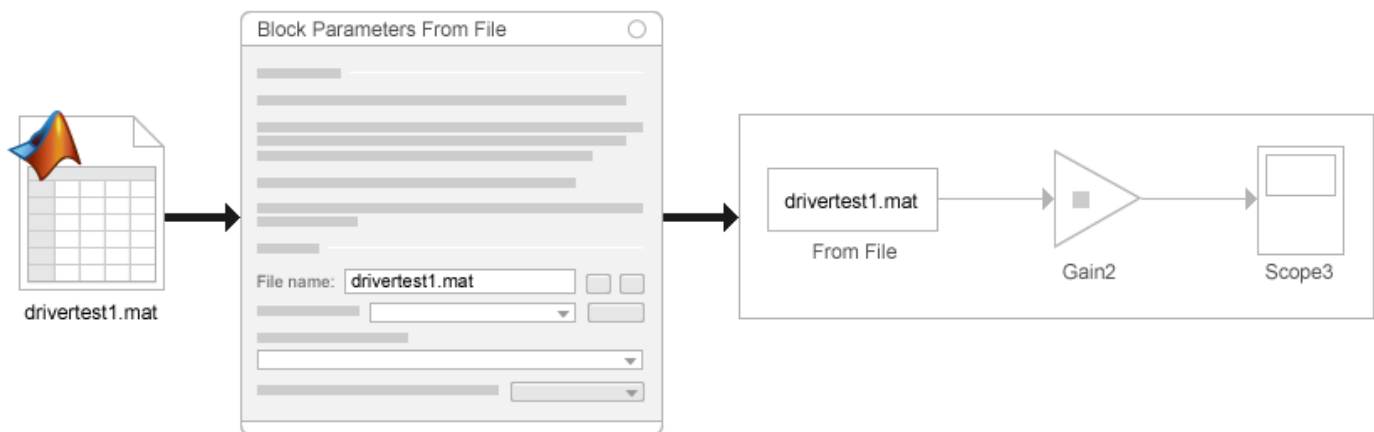 Block Parameters From File
drivertest1.mat
File name: drivertest1.mat
drivertest1.mat
From File
Gain2
Scope3